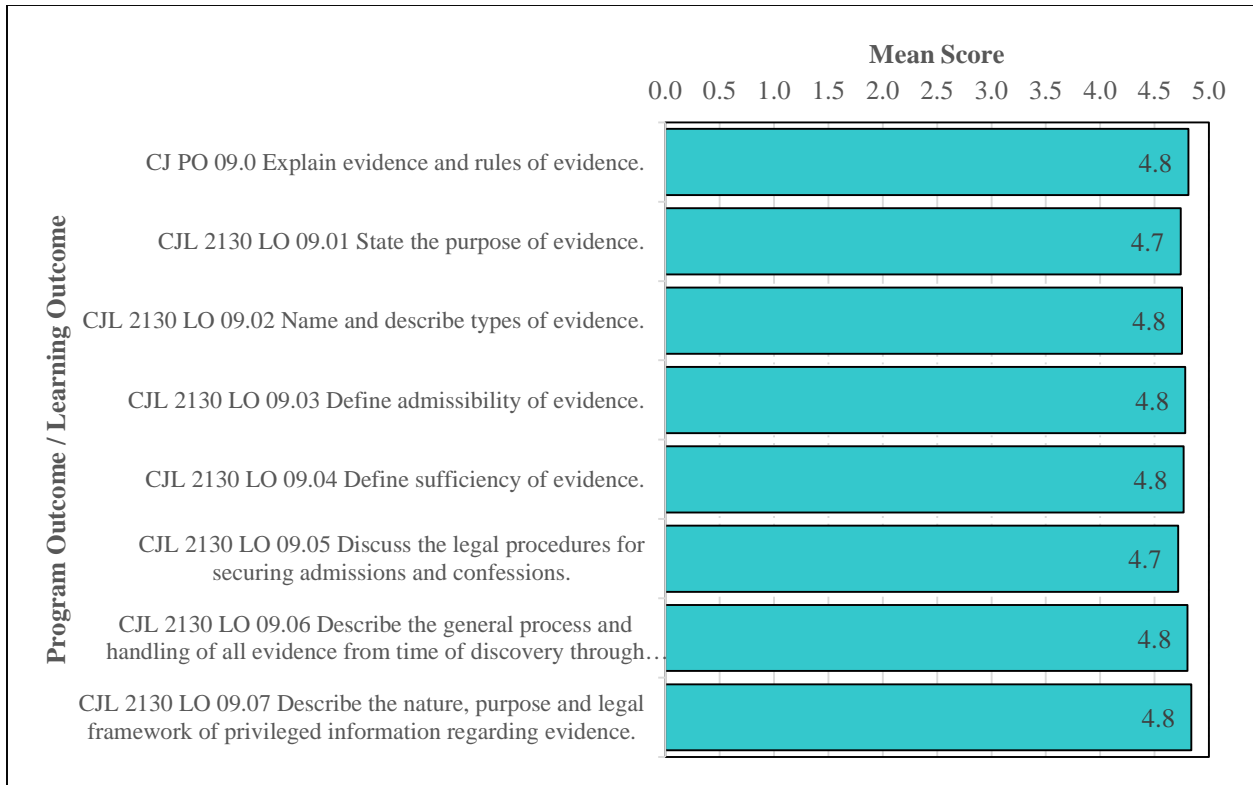 Mean Score
0.0 0.5 1.0 1.5 2.0 2.5 3.0 3.5 4.0 4.5 5.0
Program Outcome / Learning Outcome
CJ PO 09.0 Explain evidence and rules of evidence.
4.8
CJL 2130 LO 09.01 State the purpose of evidence.
4.7
CJL 2130 LO 09.02 Name and describe types of evidence.
4.8
CJL 2130 LO 09.03 Define admissibility of evidence.
4.8
CJL 2130 LO 09.04 Define sufficiency of evidence.
4.8
CJL 2130 LO 09.05 Discuss the legal procedures for
securing admissions and confessions.
4.7
CJL 2130 LO 09.06 Describe the general process and
handling of all evidence from time of discovery through…
4.8
CJL 2130 LO 09.07 Describe the nature, purpose and legal
framework of privileged information regarding evidence.
4.8